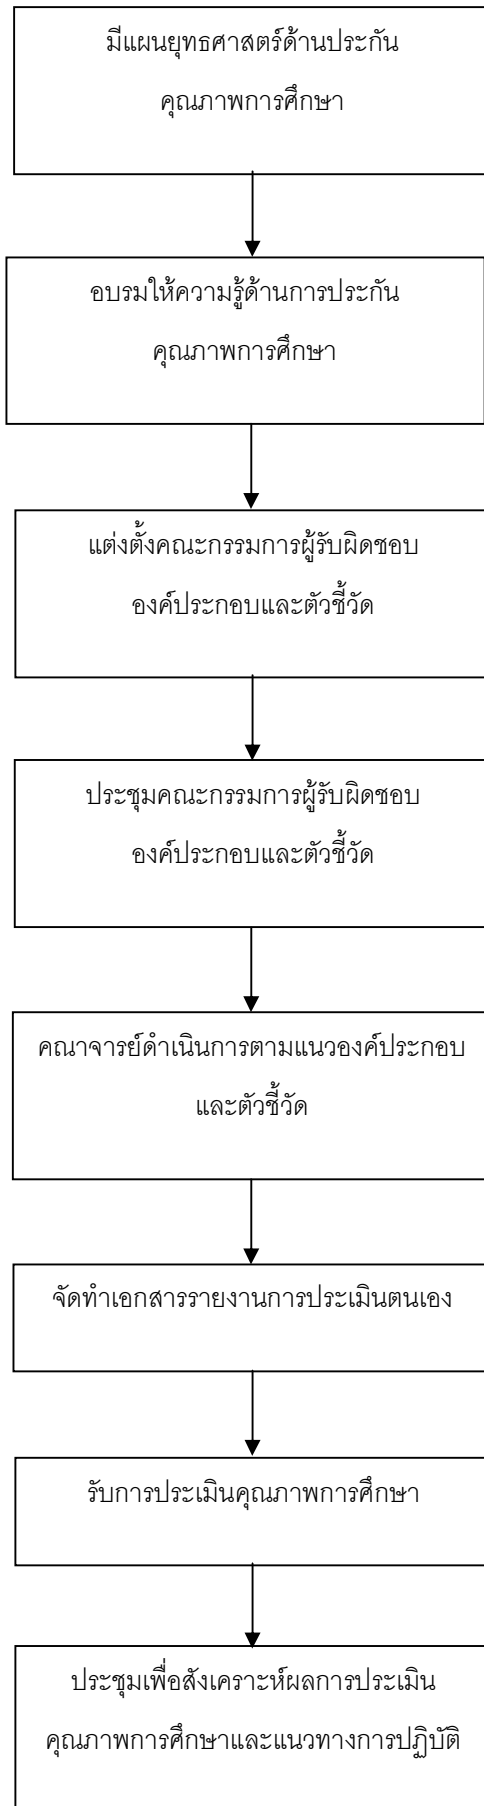 มีแผนยุทธศาสตร์ด้านประกัน
คุณภาพการศึกษา
อบรมให้ความรู้ด้านการประกัน
คุณภาพการศึกษา
แต่งตั้งคณะกรรมการผู้รับผิดชอบ
องค์ประกอบและตัวชี้วัด
ประชุมคณะกรรมการผู้รับผิดชอบ
องค์ประกอบและตัวชี้วัด
คณาจารย์ดำเนินการตามแนวองค์ประกอบ
และตัวชี้วัด
จัดทำเอกสารรายงานการประเมินตนเอง
รับการประเมินคุณภาพการศึกษา
ประชุมเพื่อสังเคราะห์ผลการประเมิน
คุณภาพการศึกษาและแนวทางการปฏิบัติ